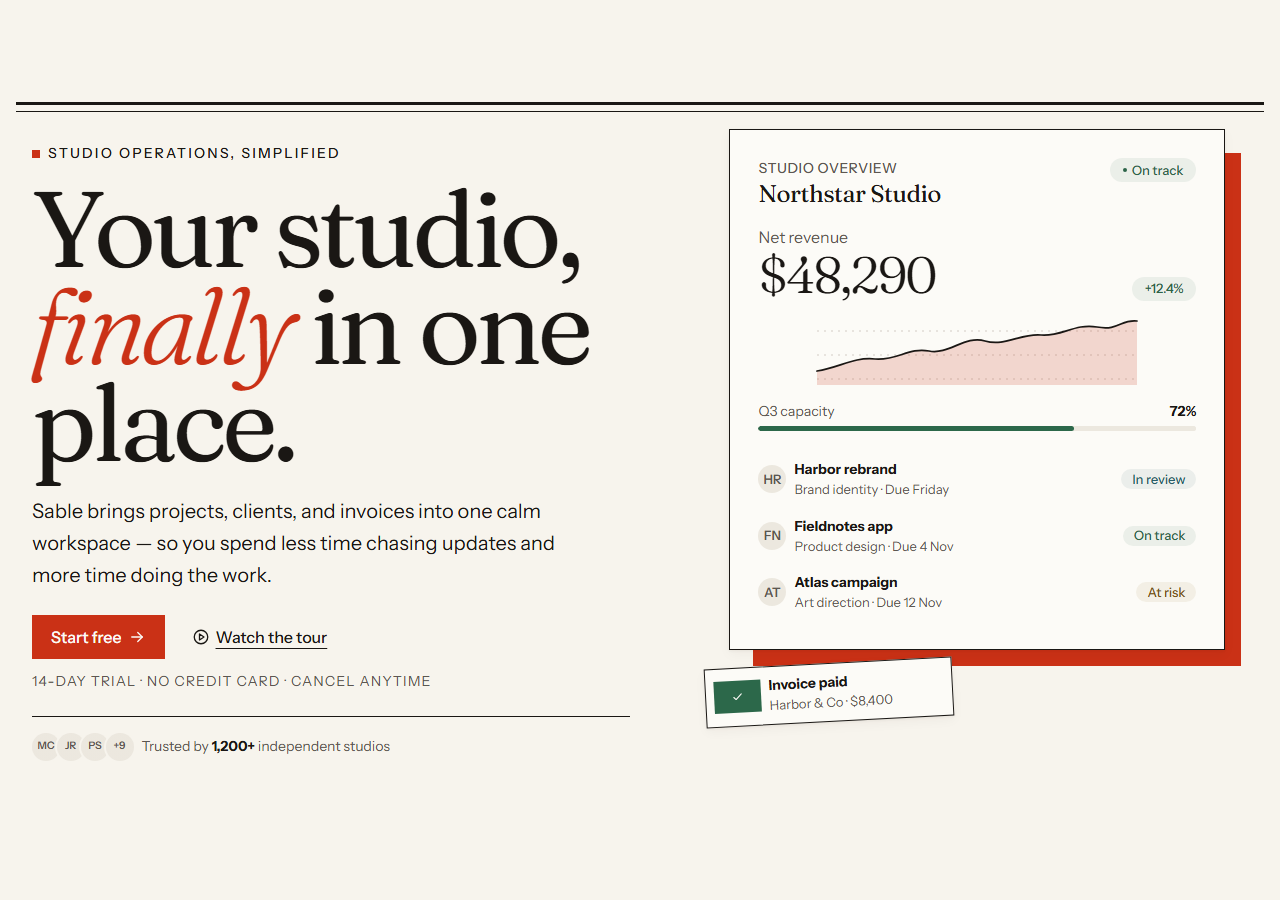 STUDIO OPERATIONS, SIMPLIFIED
Your studio,
finally in one
place.
Sable brings projects, clients, and invoices into one calm
workspace — so you spend less time chasing updates and
more time doing the work.
Start free →
Watch the tour
14-DAY TRIAL · NO CREDIT CARD · CANCEL ANYTIME
MC JR PS +9 Trusted by 1,200+ independent studios
STUDIO OVERVIEW
Northstar Studio
• On track
Net revenue
$48,290
+12.4%
Q3 capacity 72%
HR Harbor rebrand
Brand identity · Due Friday
In review
FN Fieldnotes app
Product design · Due 4 Nov
On track
AT Atlas campaign
Art direction · Due 12 Nov
At risk
Invoice paid
Harbor & Co · $8,400